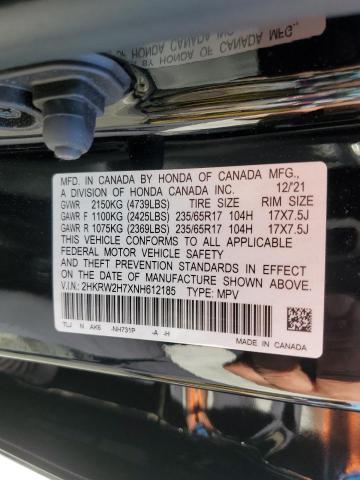 MFD. IN CANADA BY HONDA OF CANADA MFG.,
A DIVISION OF HONDA CANADA INC. 12/'21
GVWR 2150KG (4739LBS) TIRE SIZE RIM SIZE
GAWR F 1100KG (2425LBS) 235/65R17 104H 17X7.5J
GAWR R 1075KG (2369LBS) 235/65R17 104H 17X7.5J
THIS VEHICLE CONFORMS TO ALL APPLICABLE
FEDERAL MOTOR VEHICLE SAFETY
AND THEFT PREVENTION STANDARDS IN EFFECT
ON THE DATE OF MANUFACTURE SHOWN ABOVE.
V.I.N.: 2HKRW2H7XNH612185 TYPE: MPV
TLJ N AK6 -NH731P -A -H
MADE IN CANADA